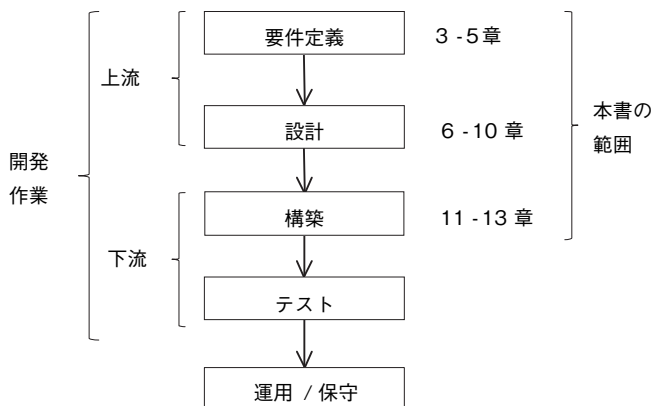 要件定義
3 -5章
上流
本書の
範囲
設計
6 -10 章
開発
作業
構築
11 -13 章
下流
テスト
運用 / 保守